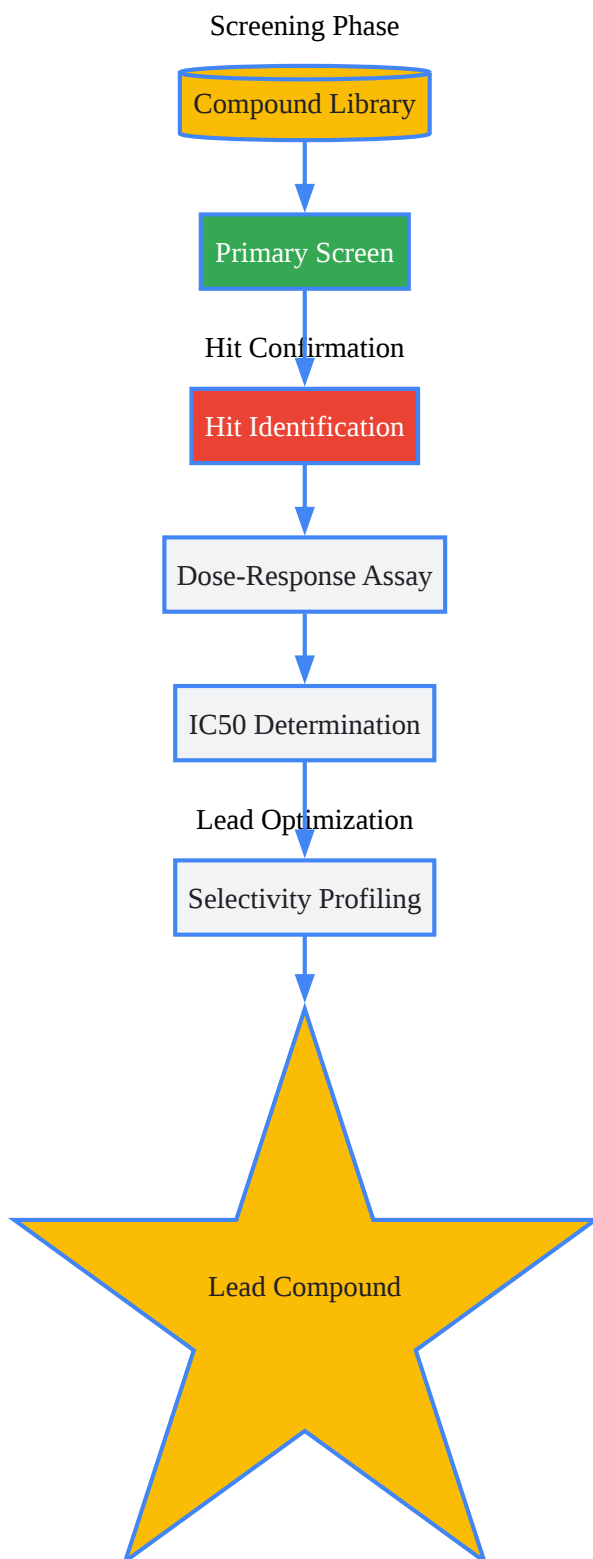 Screening Phase
Compound Library
Primary Screen
Hit Confirmation
Hit Identification
Dose-Response Assay
IC50 Determination
Lead Optimization
Selectivity Profiling
Lead Compound